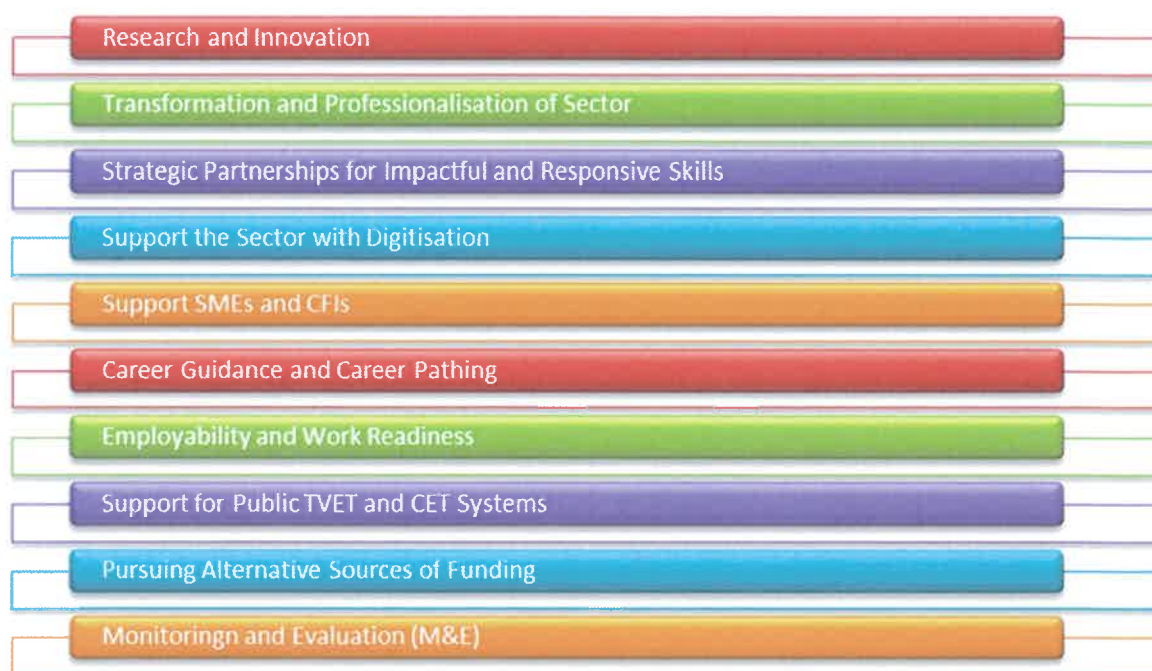 Research and Innovation
Transformation and Professionalisation of Sector
Strategic Partnerships for Impactful and Responsive Skills
Support the Sector with Digitisation
Support SMEs and CFIs
Career Guidance and Career Pathing
Employability and Work Readiness
Support for Public TVET and CET Systems
Pursuing Alternative Sources of Funding
Monitoringn and Evaluation (M&E)